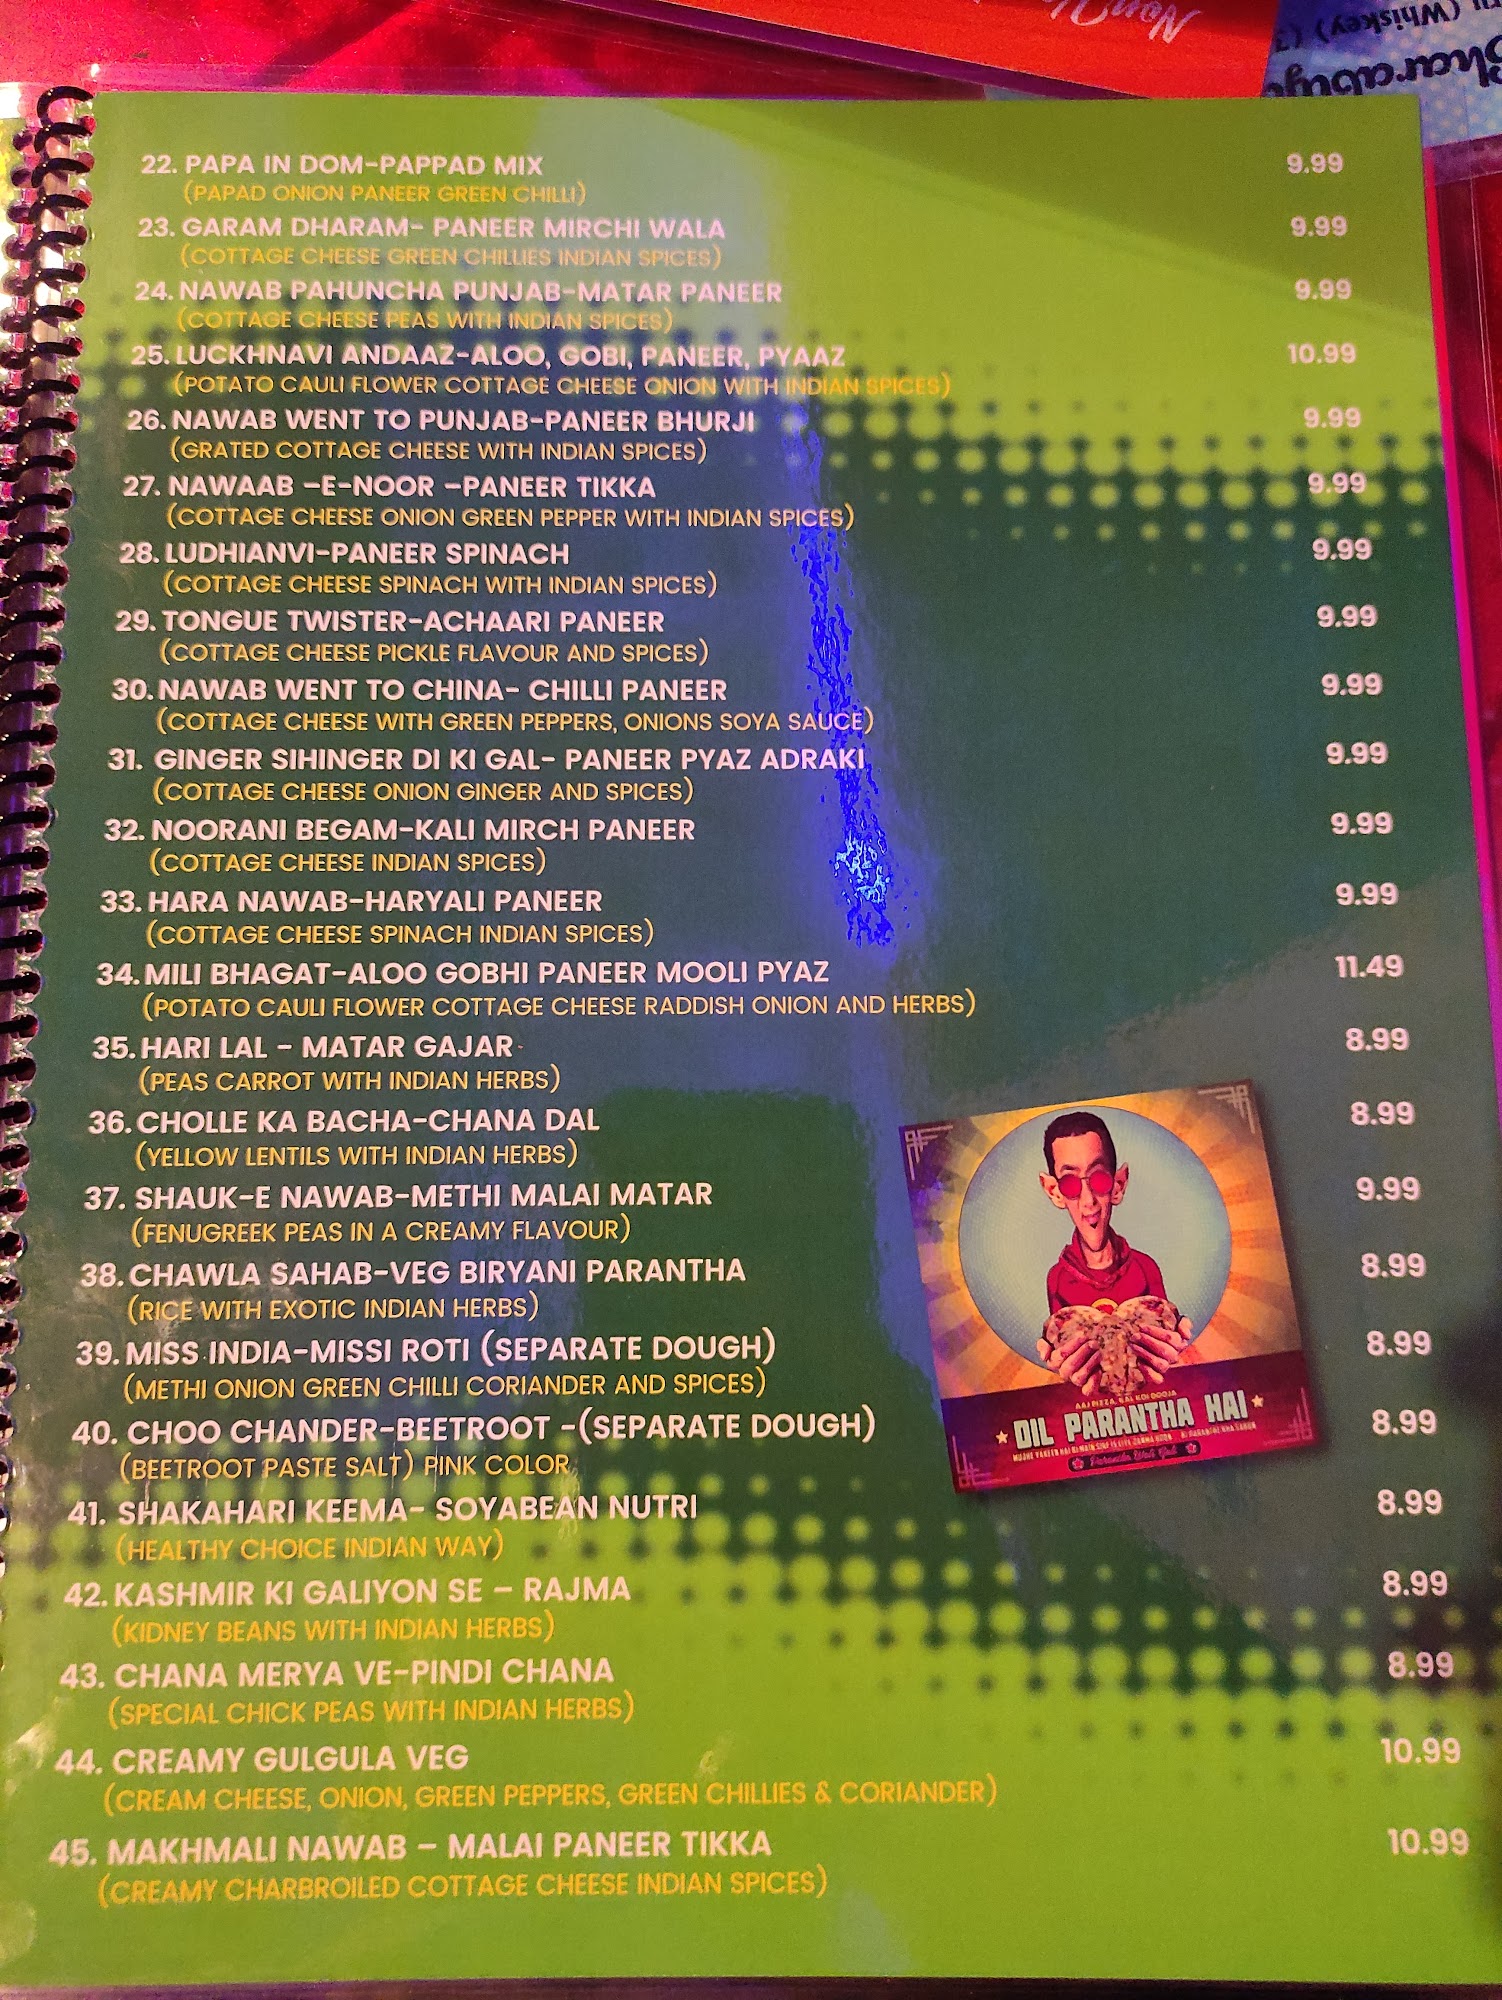 Non
Sharaby
(Whiskey)
22. PAPA IN DOM-PAPPAD MIX 9.99
(PAPAD ONION PANEER GREEN CHILLI)
23. GARAM DHARAM- PANEER MIRCHI WALA 9.99
(COTTAGE CHEESE GREEN CHILLIES INDIAN SPICES)
24. NAWAB PAHUNCHA PUNJAB-MATAR PANEER 9.99
(COTTAGE CHEESE PEAS WITH INDIAN SPICES)
25. LUCKHNAVI ANDAAZ-ALOO, GOBI, PANEER, PYAAZ 10.99
(POTATO CAULI FLOWER COTTAGE CHEESE ONION WITH INDIAN SPICES)
26. NAWAB WENT TO PUNJAB-PANEER BHURJI 9.99
(GRATED COTTAGE CHEESE WITH INDIAN SPICES)
27. NAWAAB -E-NOOR -PANEER TIKKA 9.99
(COTTAGE CHEESE ONION GREEN PEPPER WITH INDIAN SPICES)
28. LUDHIANVI-PANEER SPINACH 9.99
(COTTAGE CHEESE SPINACH WITH INDIAN SPICES)
29. TONGUE TWISTER-ACHAARI PANEER 9.99
(COTTAGE CHEESE PICKLE FLAVOUR AND SPICES)
30. NAWAB WENT TO CHINA- CHILLI PANEER 9.99
(COTTAGE CHEESE WITH GREEN PEPPERS, ONIONS SOYA SAUCE)
31. GINGER SIHINGER DI KI GAL- PANEER PYAZ ADRAKI 9.99
(COTTAGE CHEESE ONION GINGER AND SPICES)
32. NOORANI BEGAM-KALI MIRCH PANEER 9.99
(COTTAGE CHEESE INDIAN SPICES)
33. HARA NAWAB-HARYALI PANEER 9.99
(COTTAGE CHEESE SPINACH INDIAN SPICES)
34. MILI BHAGAT-ALOO GOBHI PANEER MOOLI PYAZ 11.49
(POTATO CAULI FLOWER COTTAGE CHEESE RADDISH ONION AND HERBS)
35. HARI LAL - MATAR GAJAR 8.99
(PEAS CARROT WITH INDIAN HERBS)
36. CHOLLE KA BACHA-CHANA DAL 8.99
(YELLOW LENTILS WITH INDIAN HERBS)
37. SHAUK-E NAWAB-METHI MALAI MATAR 9.99
(FENUGREEK PEAS IN A CREAMY FLAVOUR)
38. CHAWLA SAHAB-VEG BIRYANI PARANTHA 8.99
(RICE WITH EXOTIC INDIAN HERBS)
39. MISS INDIA-MISSI ROTI (SEPARATE DOUGH) 8.99
(METHI ONION GREEN CHILLI CORIANDER AND SPICES)
40. CHOO CHANDER-BEETROOT -(SEPARATE DOUGH) 8.99
(BEETROOT PASTE SALT) PINK COLOR
41. SHAKAHARI KEEMA- SOYABEAN NUTRI 8.99
(HEALTHY CHOICE INDIAN WAY)
42. KASHMIR KI GALIYON SE – RAJMA 8.99
(KIDNEY BEANS WITH INDIAN HERBS)
43. CHANA MERYA VE-PINDI CHANA 8.99
(SPECIAL CHICK PEAS WITH INDIAN HERBS)
44. CREAMY GULGULA VEG 10.99
(CREAM CHEESE, ONION, GREEN PEPPERS, GREEN CHILLIES & CORIANDER)
45. MAKHMALI NAWAB – MALAI PANEER TIKKA 10.99
(CREAMY CHARBROILED COTTAGE CHEESE INDIAN SPICES)
AAJ PIZZA, KAL KOI DOOJA
DIL PARANTHA HAI
Parantha Wali Gali